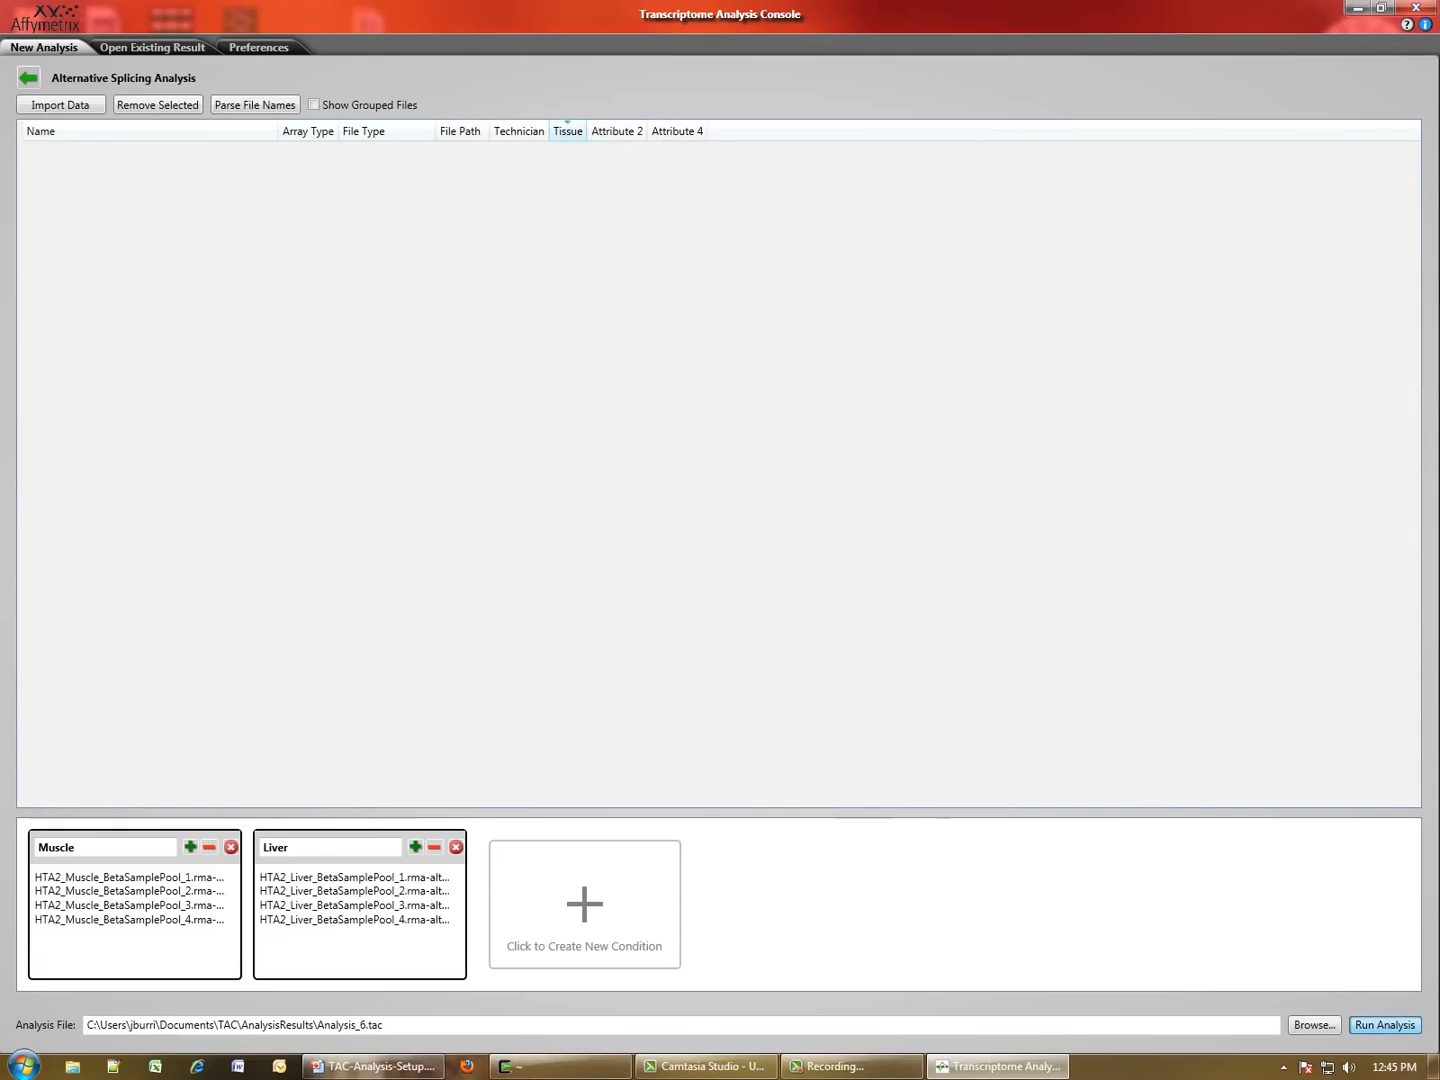 Affymetrix
Transcriptome Analysis Console
New Analysis Open Existing Result Preferences
Alternative Splicing Analysis
Import Data Remove Selected Parse File Names Show Grouped Files
Name Array Type File Type File Path Technician Tissue Attribute 2 Attribute 4
Muscle
HTA2_Muscle_BetaSamplePool_1.rma-...
HTA2_Muscle_BetaSamplePool_2.rma-...
HTA2_Muscle_BetaSamplePool_3.rma-...
HTA2_Muscle_BetaSamplePool_4.rma-...
Liver
HTA2_Liver_BetaSamplePool_1.rma-alt...
HTA2_Liver_BetaSamplePool_2.rma-alt...
HTA2_Liver_BetaSamplePool_3.rma-alt...
HTA2_Liver_BetaSamplePool_4.rma-alt...
Click to Create New Condition
Analysis File: C:\Users\jburri\Documents\TAC\AnalysisResults\Analysis_6.tac Browse... Run Analysis
TAC-Analysis-Setup.... ~ Camtasia Studio - U... Recording... Transcriptome Analy... 12:45 PM